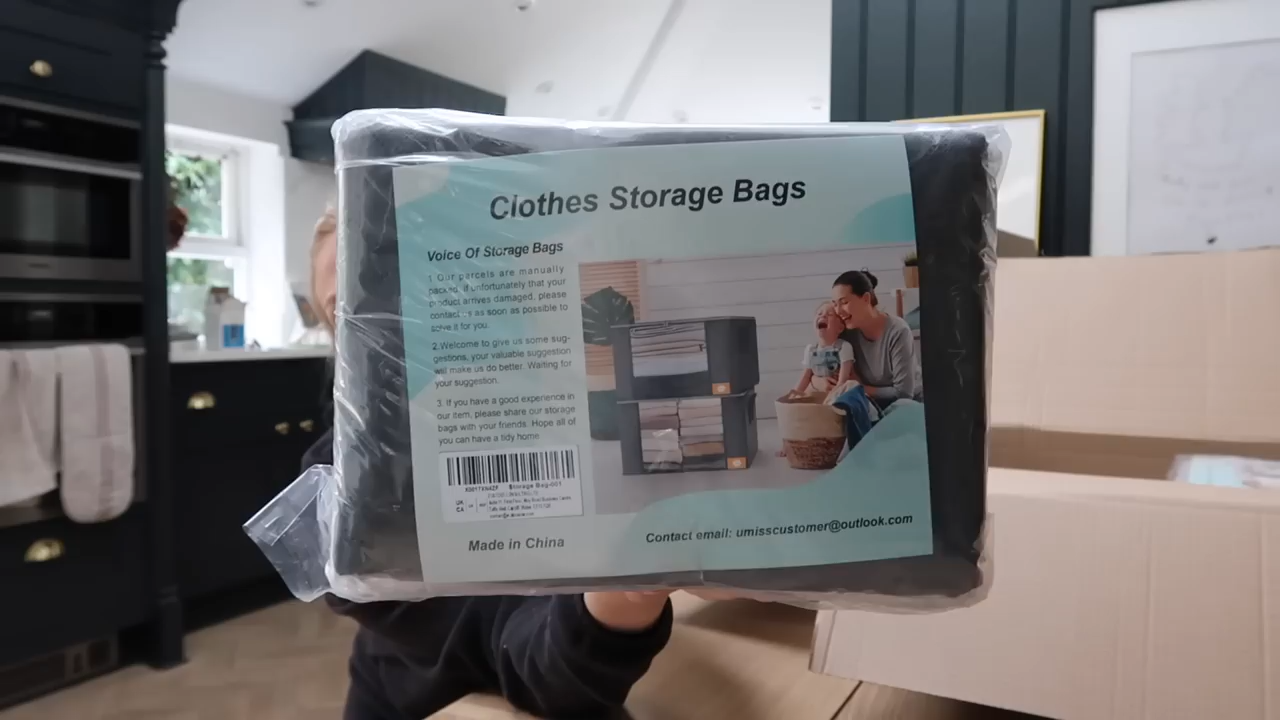 Clothes Storage Bags
Voice Of Storage Bags
1.Our parcels are manually
packed. If unfortunately that your
product arrives damaged, please
contact us as soon as possible to
solve it for you.
2.Welcome to give us some sug-
gestions, your valuable suggestion
will make us do better. Waiting for
your suggestion.
3. If you have a good experience in
our item, please share our storage
bags with your friends. Hope all of
you can have a tidy home
Storage Bag-001
UK
CA
Made in China
Contact email: umisscustomer@outlook.com